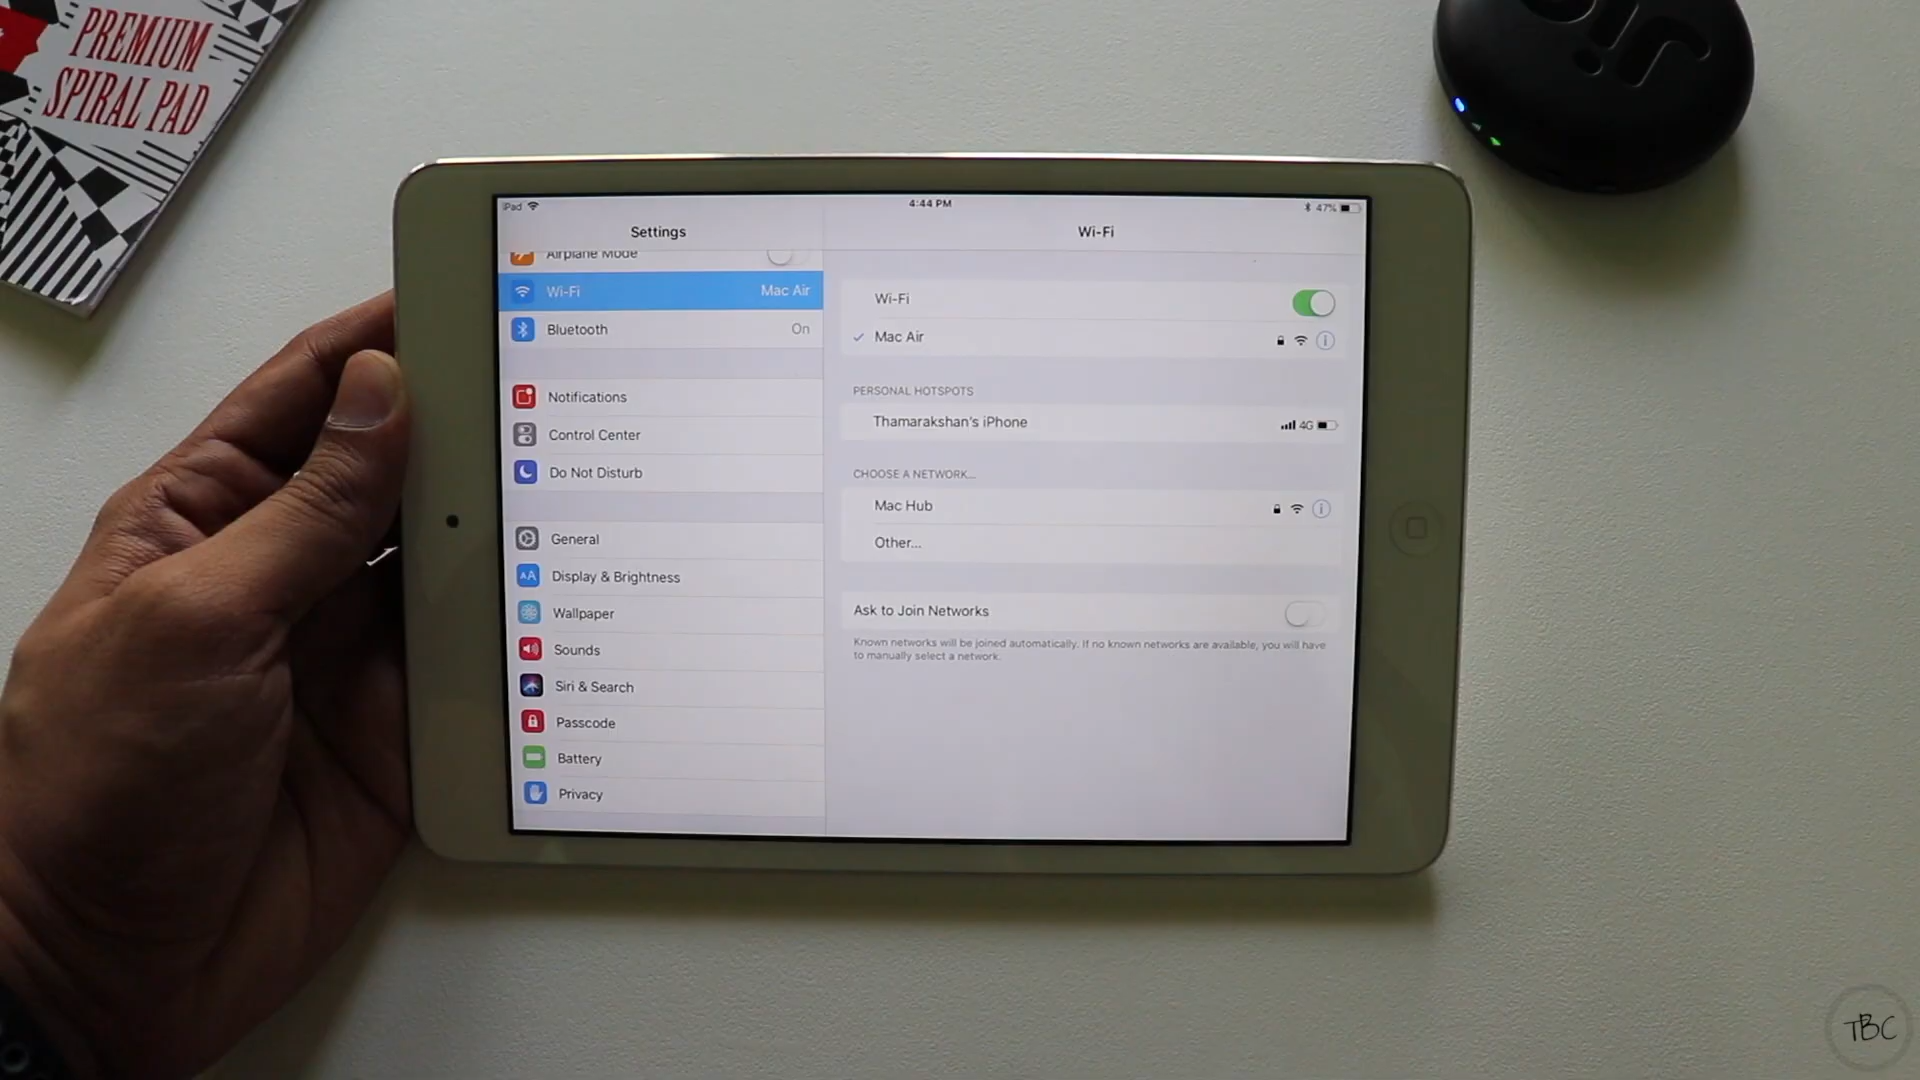 PREMIUM
SPIRAL PAD
Jio
iPad
4:44 PM
47%
Settings
Wi-Fi
Airplane Mode
Wi-Fi Mac Air
Bluetooth On
Notifications
Control Center
Do Not Disturb
General
AA Display & Brightness
Wallpaper
Sounds
Siri & Search
Passcode
Battery
Privacy
Wi-Fi
Mac Air
PERSONAL HOTSPOTS
Thamarakshan's iPhone 4G
CHOOSE A NETWORK...
Mac Hub
Other...
Ask to Join Networks
Known networks will be joined automatically. If no known networks are available, you will have
to manually select a network.
TBC